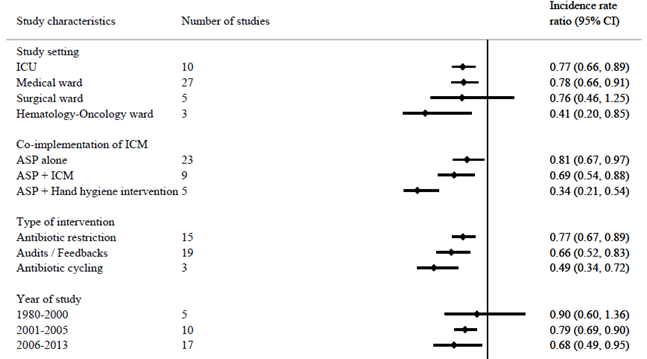 Study characteristics Number of studies Incidence rate ratio (95% CI)
Study setting
ICU 10 0.77 (0.66, 0.89)
Medical ward 27 0.78 (0.66, 0.91)
Surgical ward 5 0.76 (0.46, 1.25)
Hematology-Oncology ward 3 0.41 (0.20, 0.85)
Co-implementation of ICM
ASP alone 23 0.81 (0.67, 0.97)
ASP + ICM 9 0.69 (0.54, 0.88)
ASP + Hand hygiene intervention 5 0.34 (0.21, 0.54)
Type of intervention
Antibiotic restriction 15 0.77 (0.67, 0.89)
Audits / Feedbacks 19 0.66 (0.52, 0.83)
Antibiotic cycling 3 0.49 (0.34, 0.72)
Year of study
1980-2000 5 0.90 (0.60, 1.36)
2001-2005 10 0.79 (0.69, 0.90)
2006-2013 17 0.68 (0.49, 0.95)